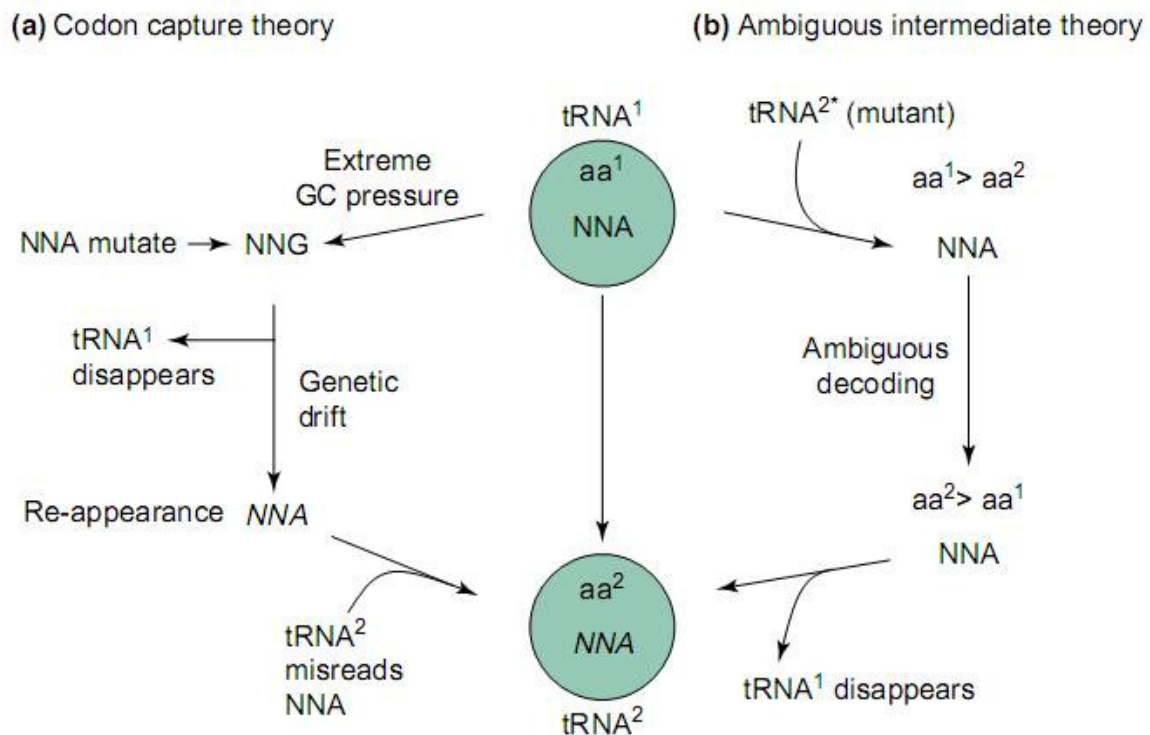 (a) Codon capture theory
(b) Ambiguous intermediate theory
tRNA¹
aa¹
NNA
Extreme
GC pressure
NNA mutate
NNG
tRNA¹
disappears
Genetic
drift
Re-appearance NNA
tRNA²
misreads
NNA
aa²
NNA
tRNA²
tRNA²* (mutant)
aa¹> aa²
NNA
Ambiguous
decoding
aa²> aa¹
NNA
tRNA¹ disappears